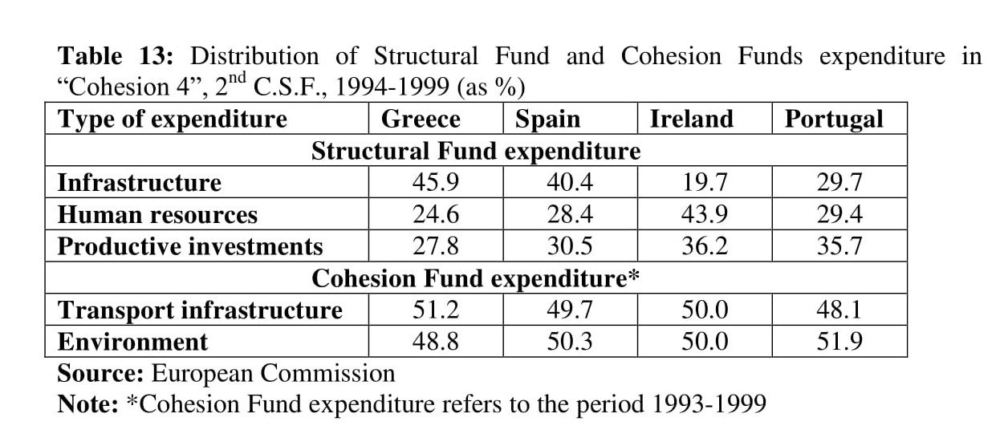 Table 13: Distribution of Structural Fund and Cohesion Funds expenditure in
“Cohesion 4”, 2nd C.S.F., 1994-1999 (as %)
Type of expenditure Greece Spain Ireland Portugal
Structural Fund expenditure
Infrastructure 45.9 40.4 19.7 29.7
Human resources 24.6 28.4 43.9 29.4
Productive investments 27.8 30.5 36.2 35.7
Cohesion Fund expenditure*
Transport infrastructure 51.2 49.7 50.0 48.1
Environment 48.8 50.3 50.0 51.9
Source: European Commission
Note: *Cohesion Fund expenditure refers to the period 1993-1999